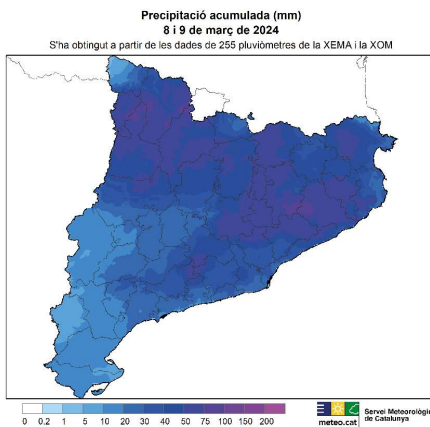 Precipitació acumulada (mm)
8 i 9 de març de 2024
S'ha obtingut a partir de les dades de 255 pluviòmetres de la XEMA i la XOM
0 0.2 1 5 10 20 30 40 50 75 100 150 200
meteo.cat
Servei Meteorològic
de Catalunya